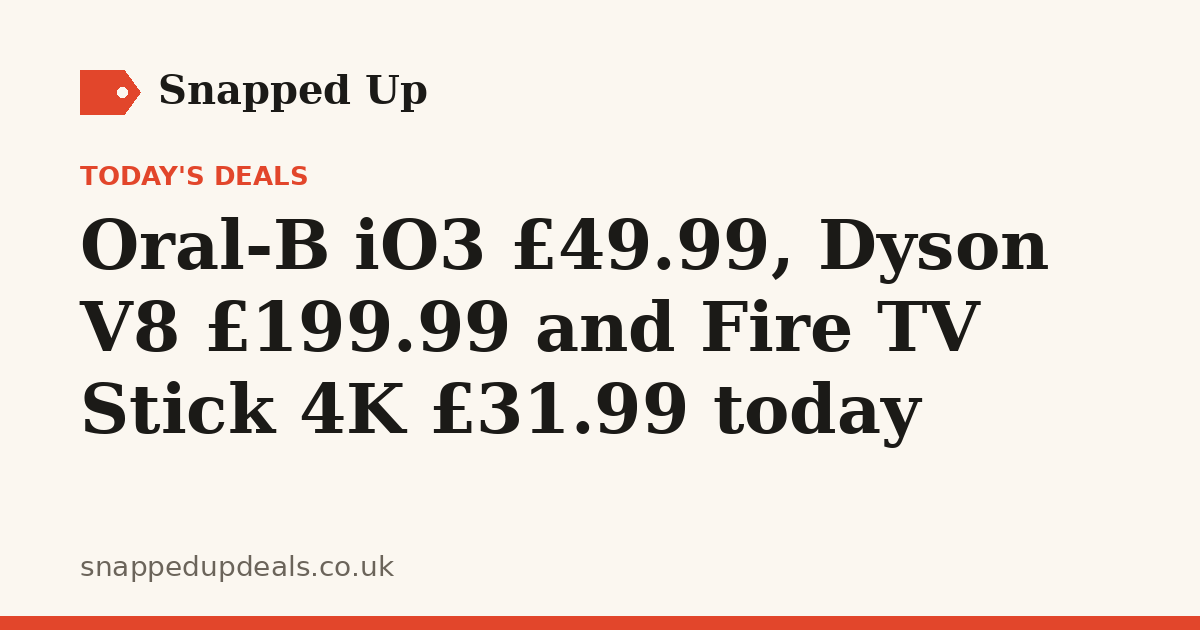 Snapped Up
TODAY'S DEALS
Oral-B iO3 £49.99, Dyson
V8 £199.99 and Fire TV
Stick 4K £31.99 today
snappedupdeals.co.uk